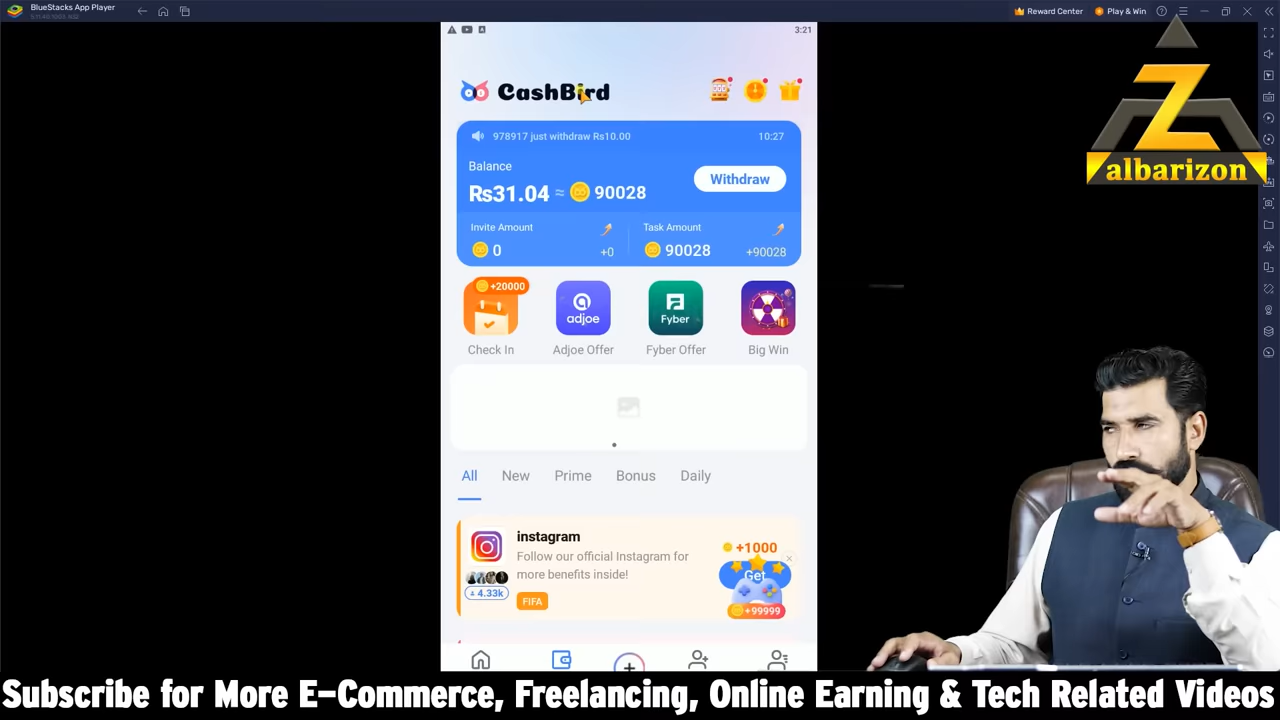 BlueStacks App Player
Reward Center
Play & Win
3:21
CashBird
978917 just withdraw Rs10.00
10:27
Balance
Rs31.04 ≈ 90028
Withdraw
Invite Amount
Task Amount
0
+0
90028
+90028
+20000
adjoe
Fyber
Check In
Adjoe Offer
Fyber Offer
Big Win
All
New
Prime
Bonus
Daily
instagram
Follow our official Instagram for
more benefits inside!
+1000
Get
4.33k
FIFA
+99999
Z
albarizon
Subscribe for More E-Commerce, Freelancing, Online Earning & Tech Related Videos